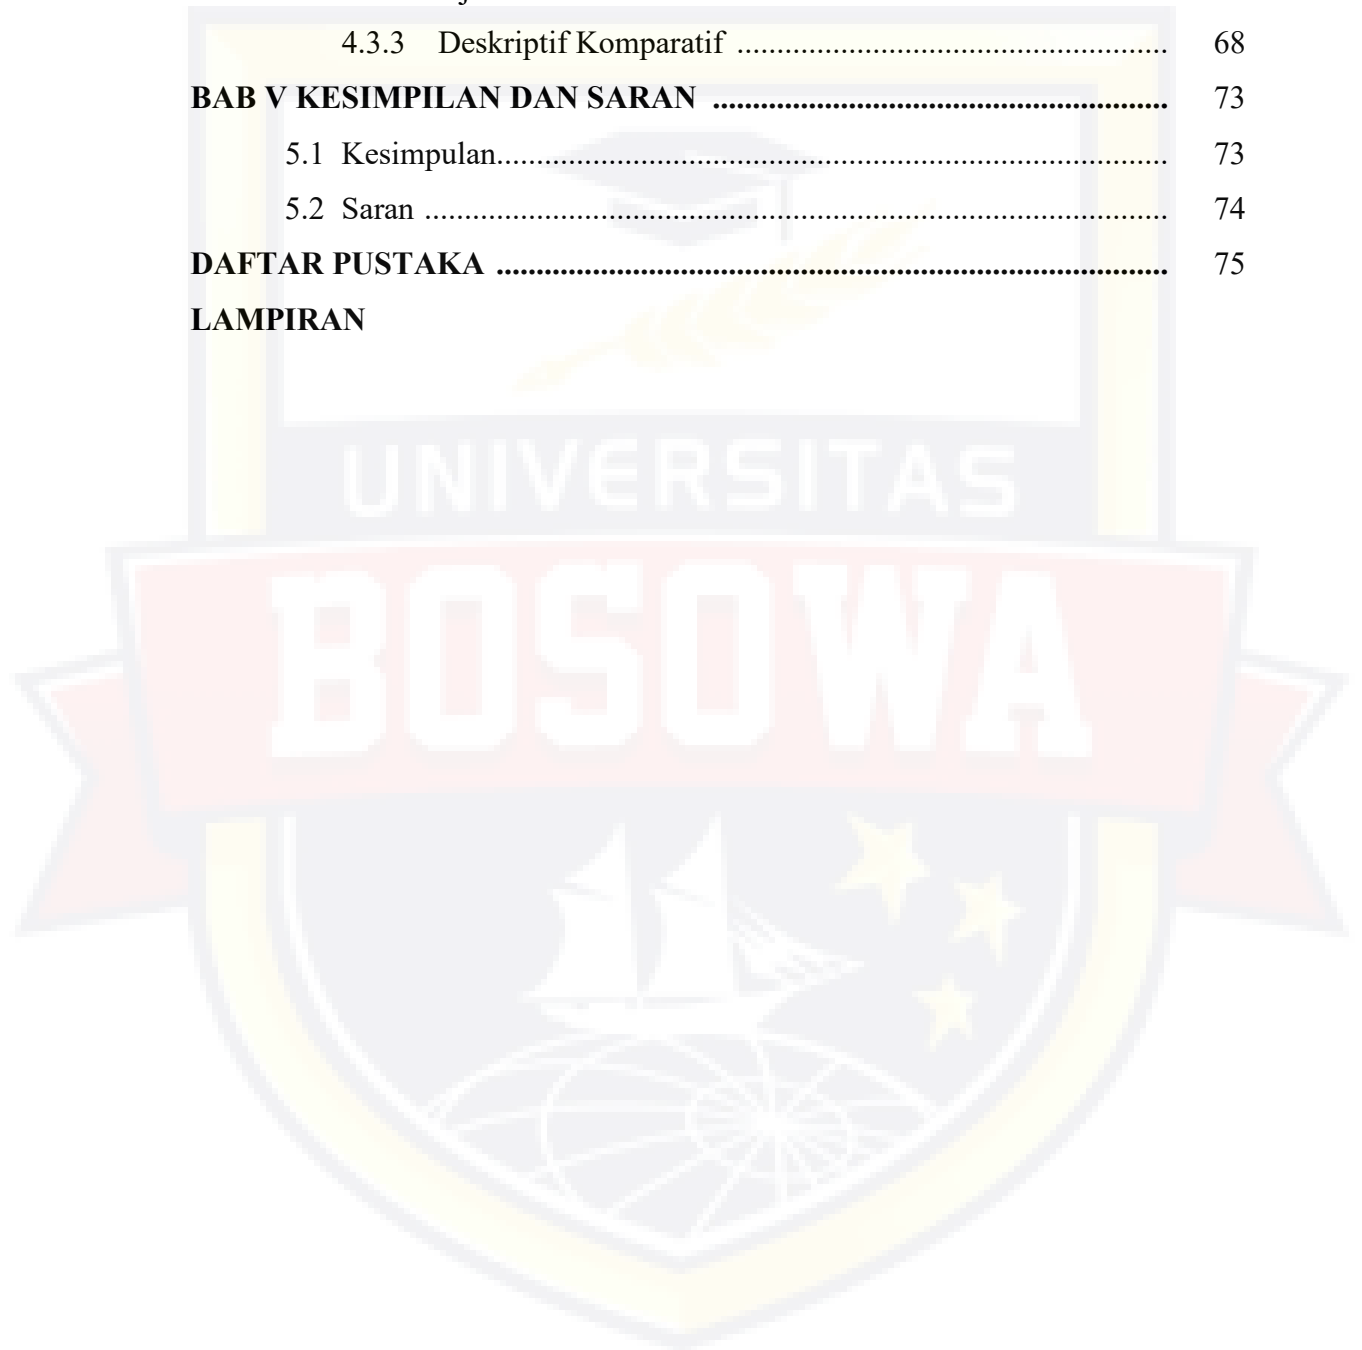 4.3.3 Deskriptif Komparatif ...................................................... 68
BAB V KESIMPILAN DAN SARAN ......................................................... 73
5.1 Kesimpulan.................................................................................... 73
5.2 Saran ............................................................................................. 74
DAFTAR PUSTAKA .................................................................................... 75
LAMPIRAN
UNIVERSITAS
BOSOWA